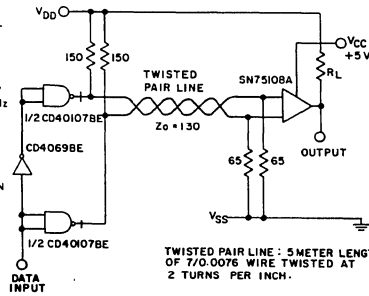 VDD
150
150
TWISTED
PAIR LINE
SN75108A
VCC
+5V
RL
Hz
1/2 CD40107BE
Zo = 130
CD4069BE
OUTPUT
65
65
N
VSS
1/2 CD40107BE
DATA
INPUT
TWISTED PAIR LINE: 5 METER LENG
OF 7/0.0076 WIRE TWISTED AT
2 TURNS PER INCH.